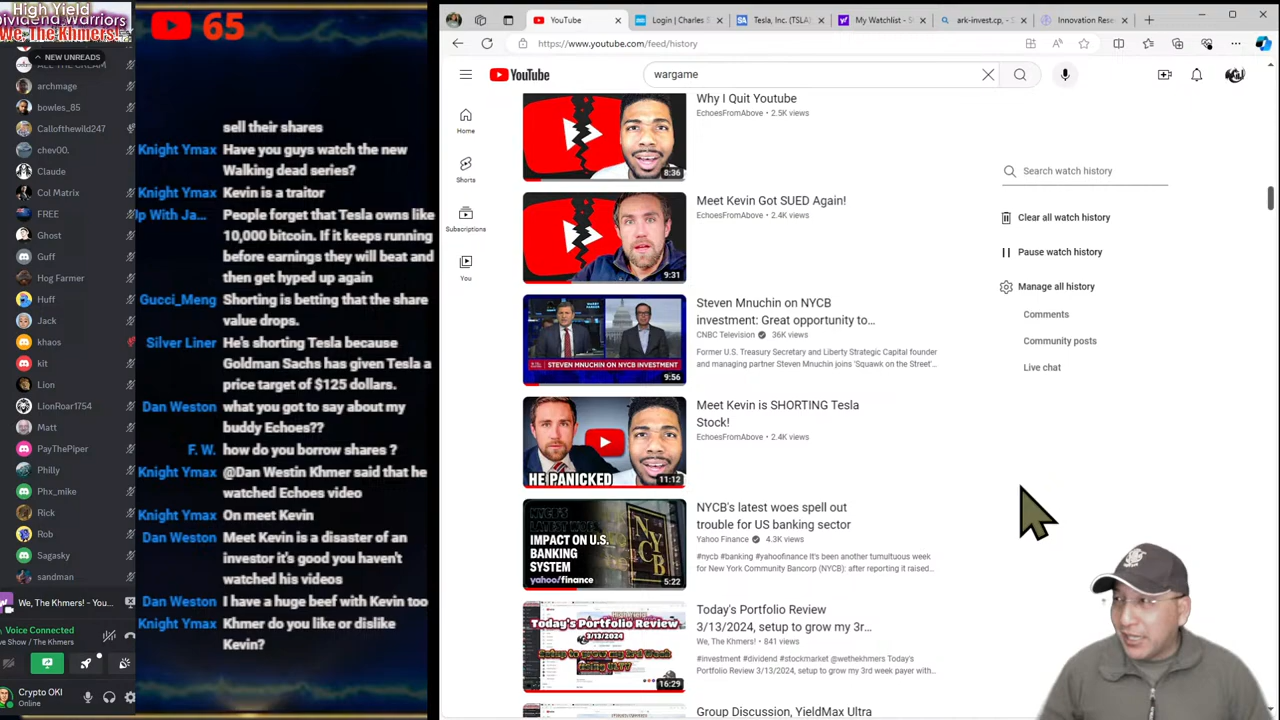 High Yield
Dividend Warriors
We, The Khmers!
NEW UNREADS
ALL THE CREAM
archmage
bowles_85
Callofthewild247
chev00.
Claude
Col Matrix
FREE
Ghost
Guff
Hog Farmer
Huff
Jack
khaos
kit
Lion
LionRoar1754
Matt
PayThePiper
Philly
Phx_mike
Rick
Rob
Sagasky
sandman
We, The Khmers! - You...
Voice Connected
We, The Khmers!
Crypto OXI
Online
65
sell their shares
Knight Ymax Have you guys watch the new
Walking dead series?
Knight Ymax Kevin is a traitor
Up With Ja... People forget that Tesla owns like
10,000 bitcoin. If it keeps running
before earnings they will beat and
then get hyped up again
Gucci_Meng Shorting is betting that the share
value drops.
Silver Liner He's shorting Tesla because
Goldman Sachs has given Tesla a
price target of $125 dollars.
Dan Weston what you got to say about my
buddy Echoes??
F. W. how do you borrow shares ?
Knight Ymax @Dan Westin Khmer said that he
watched Echoes video
Knight Ymax On meet Kevin
Dan Weston Meet Kevin is a disaster of an
investor it's good you haven't
watched his videos
Dan Weston I have a huge beef with Kevin too
Knight Ymax Khmer do you like or dislike
Kevin?
YouTube
Login | Charles S
Tesla, Inc. (TSLA)
My Watchlist - 
ark-invest.cp, - S
Innovation Rese
https://www.youtube.com/feed/history
YouTube
wargame
Home
Shorts
Subscriptions
You
Why I Quit Youtube
EchoesFromAbove • 2.5K views
8:36
Meet Kevin Got SUED Again!
EchoesFromAbove • 2.4K views
9:31
Steven Mnuchin on NYCB
investment: Great opportunity to...
CNBC Television 36K views
Former U.S. Treasury Secretary and Liberty Strategic Capital founder
and managing partner Steven Mnuchin joins 'Squawk on the Street'...
STEVEN MNUCHIN ON NYCB INVESTMENT
9:56
Meet Kevin is SHORTING Tesla
Stock!
EchoesFromAbove • 2.4K views
HE PANICKED
11:12
NYCB's latest woes spell out
trouble for US banking sector
Yahoo Finance 4.3K views
#nycb #banking #yahoofinance It's been another tumultuous week
for New York Community Bancorp (NYCB): after reporting it raised...
NYCB'S
LATEST WOES
IMPACT ON U.S.
BANKING
SYSTEM
yahoo!finance
NYCB
5:22
Today's Portfolio Review
3/13/2024, setup to grow my 3r...
We, The Khmers! • 841 views
#investment #dividend #stockmarket @wethekhmers Today's
Portfolio Review 3/13/2024, setup to grow my 3rd week payer with...
Today's Portfolio Review
3/13/2024
16:29
Group Discussion, YieldMax Ultra
Search watch history
Clear all watch history
Pause watch history
Manage all history
Comments
Community posts
Live chat